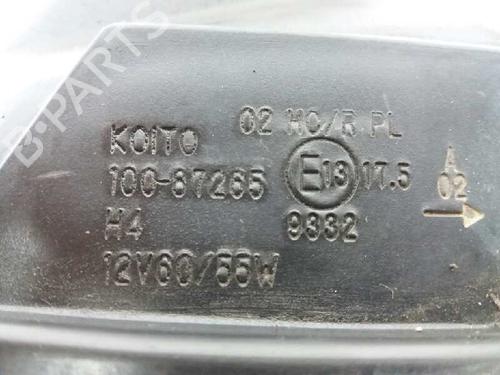 B-PARTS
KOITO
02 HC/R PL
100-87265
E13
17.5
A
02
→
H4
9332
12V60/55W